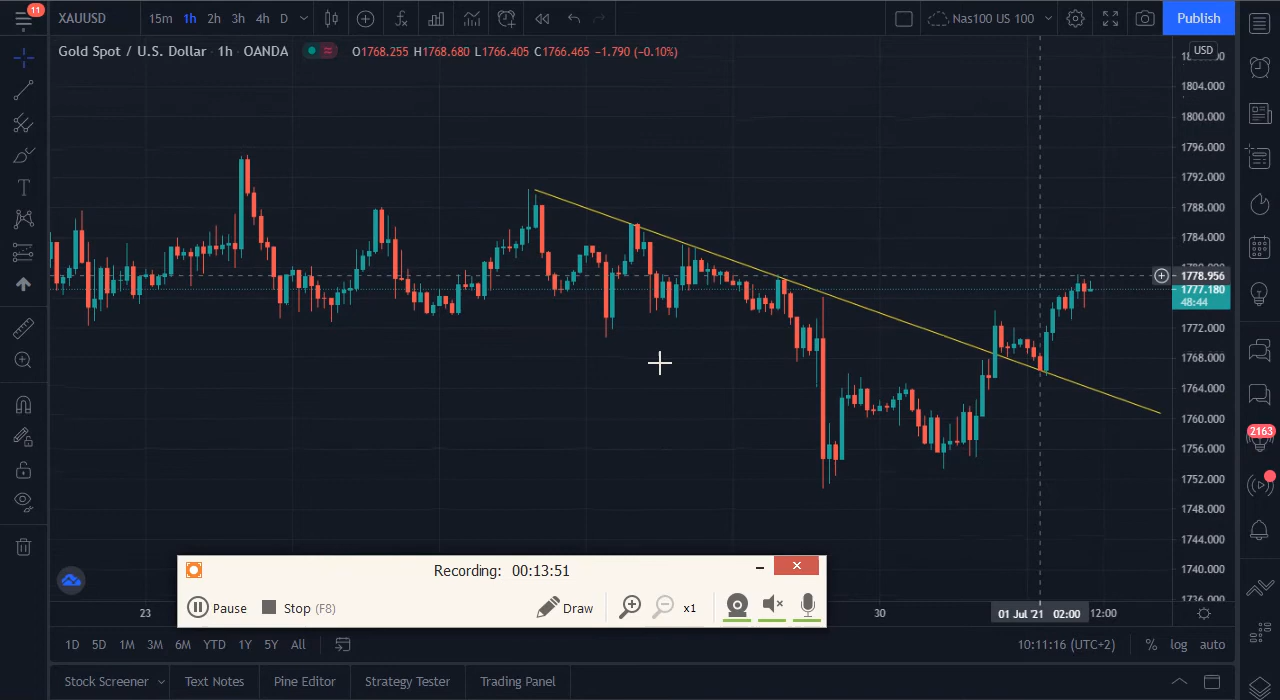 11
XAUUSD 15m 1h 2h 3h 4h D Nas100 US 100 Publish
Gold Spot / U.S. Dollar · 1h · OANDA O1768.255 H1768.680 L1766.405 C1766.465 −1.790 (−0.10%)
USD
1804.000
1800.000
1796.000
1792.000
1788.000
1784.000
1778.956
1777.180
48:44
1772.000
1768.000
1764.000
1760.000
1756.000
1752.000
1748.000
1744.000
1740.000
1736.000
2163
Recording: 00:13:51
Pause Stop (F8) Draw x1
23 30 01 Jul '21 02:00 12:00
1D 5D 1M 3M 6M YTD 1Y 5Y All 10:11:16 (UTC+2) % log auto
Stock Screener Text Notes Pine Editor Strategy Tester Trading Panel